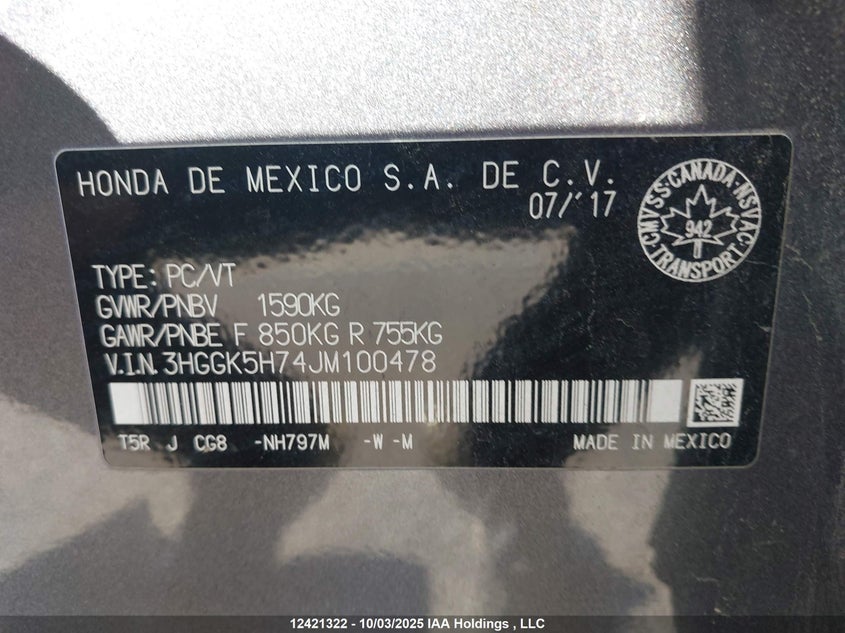 HONDA DE MEXICO S.A. DE C.V.
07/'17
CMVSS·CANADA·NSVAC
942
TRANSPORT
TYPE: PC/VT
GVWR/PNBV 1590KG
GAWR/PNBE F 850KG R 755KG
V.I.N. 3HGGK5H74JM100478
T5R J CG8 -NH797M -W -M MADE IN MEXICO
12421322 - 10/03/2025 IAA Holdings , LLC